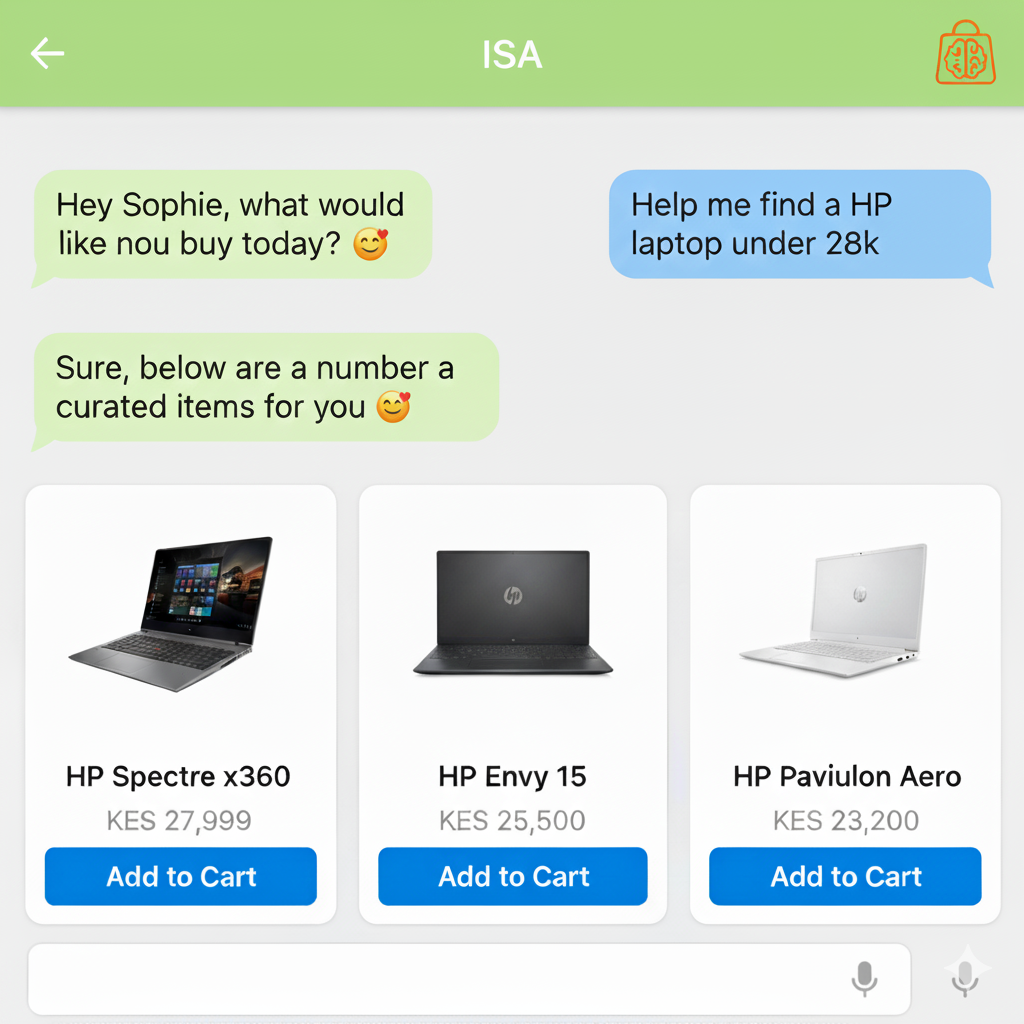 ISA
Hey Sophie, what would
like nou buy today? 🥰
Help me find a HP
laptop under 28k
Sure, below are a number a
curated items for you 🥰
hp
hp
HP Spectre x360
HP Envy 15
HP Paviulon Aero
KES 27,999
KES 25,500
KES 23,200
Add to Cart
Add to Cart
Add to Cart